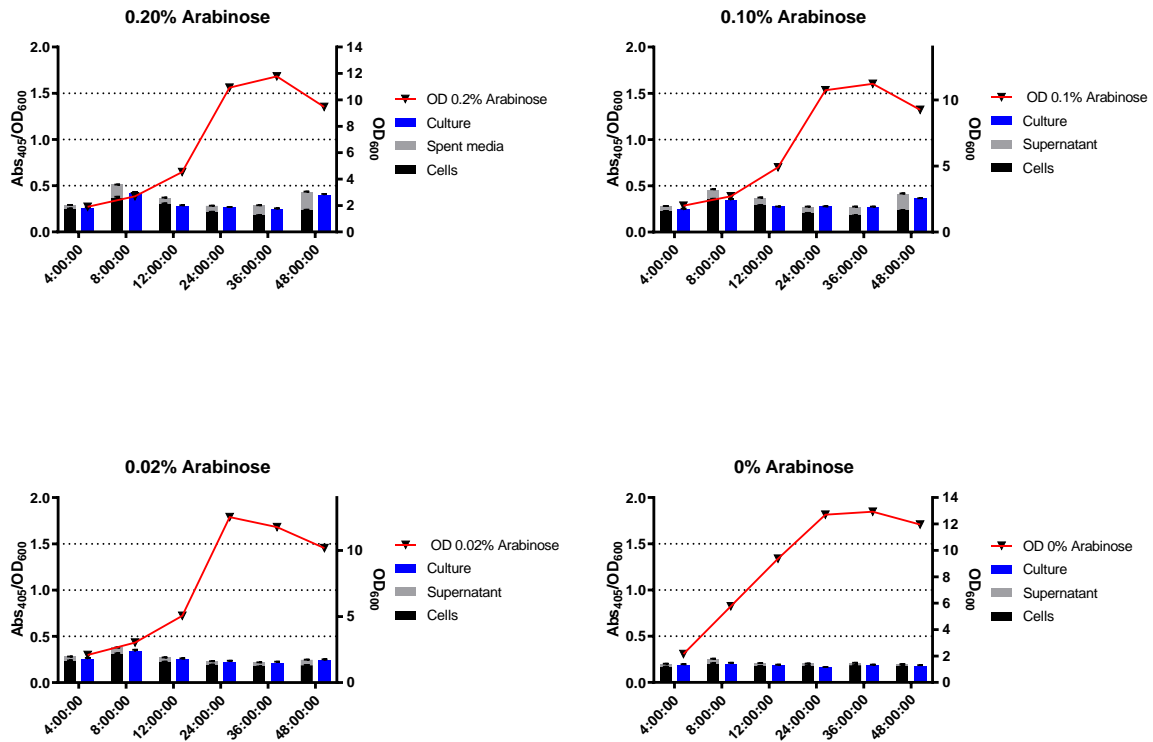 0.20% Arabinose
2.0
1.5
1.0
0.5
0.0
Abs405/OD600
14
12
10
8
6
4
2
0
OD600
4:00:00
8:00:00
12:00:00
24:00:00
36:00:00
48:00:00
OD 0.2% Arabinose
Culture
Spent media
Cells
0.10% Arabinose
2.0
1.5
1.0
0.5
0.0
Abs405/OD600
10
5
0
OD600
4:00:00
8:00:00
12:00:00
24:00:00
36:00:00
48:00:00
OD 0.1% Arabinose
Culture
Supernatant
Cells
0.02% Arabinose
2.0
1.5
1.0
0.5
0.0
Abs405/OD600
10
5
0
OD600
4:00:00
8:00:00
12:00:00
24:00:00
36:00:00
48:00:00
OD 0.02% Arabinose
Culture
Supernatant
Cells
0% Arabinose
2.0
1.5
1.0
0.5
0.0
Abs405/OD600
14
12
10
8
6
4
2
0
OD600
4:00:00
8:00:00
12:00:00
24:00:00
36:00:00
48:00:00
OD 0% Arabinose
Culture
Supernatant
Cells